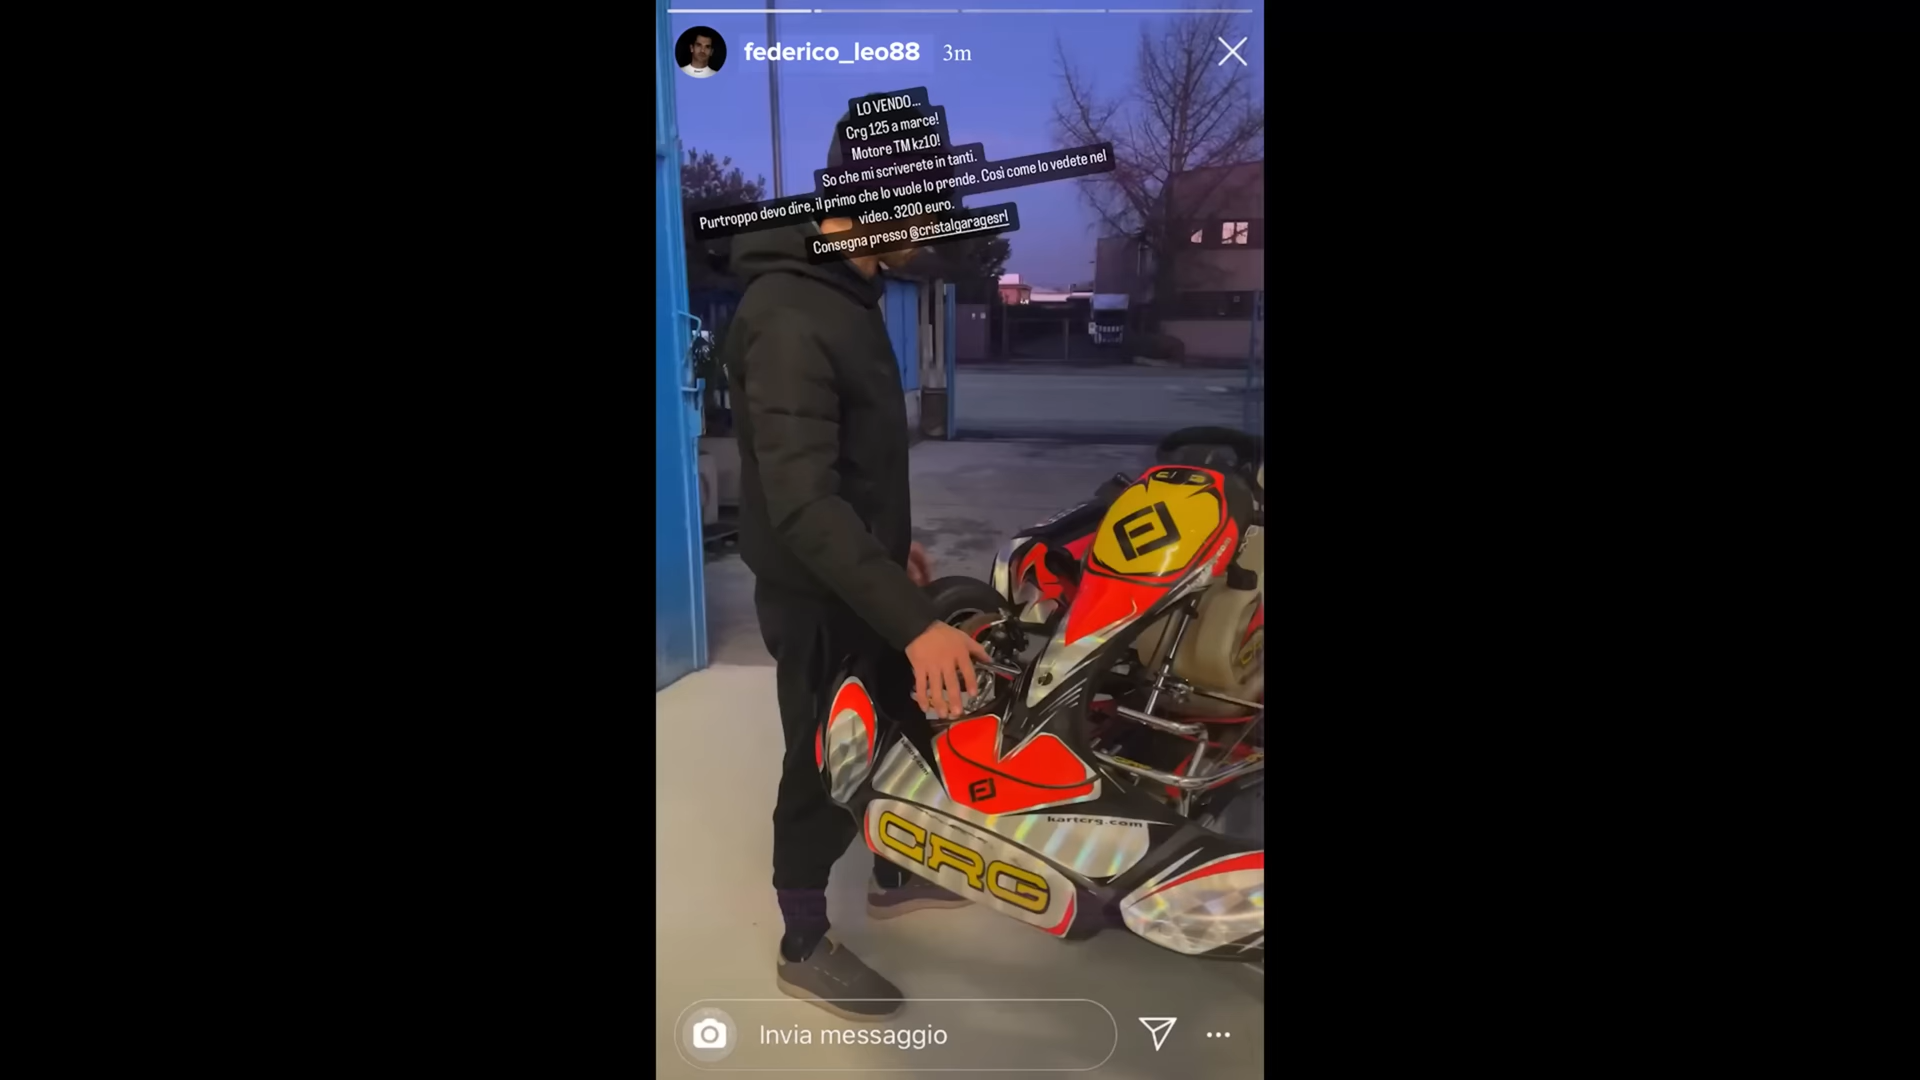 federico_leo88 3m
LO VENDO...
Crg 125 a marce!
Motore TM kz10!
So che mi scriverete in tanti.
Purtroppo devo dire, il primo che lo vuole lo prende. Così come lo vedete nel
video. 3200 euro.
Consegna presso @cristalgaragesrl
kartcrg.com
CRG
Invia messaggio